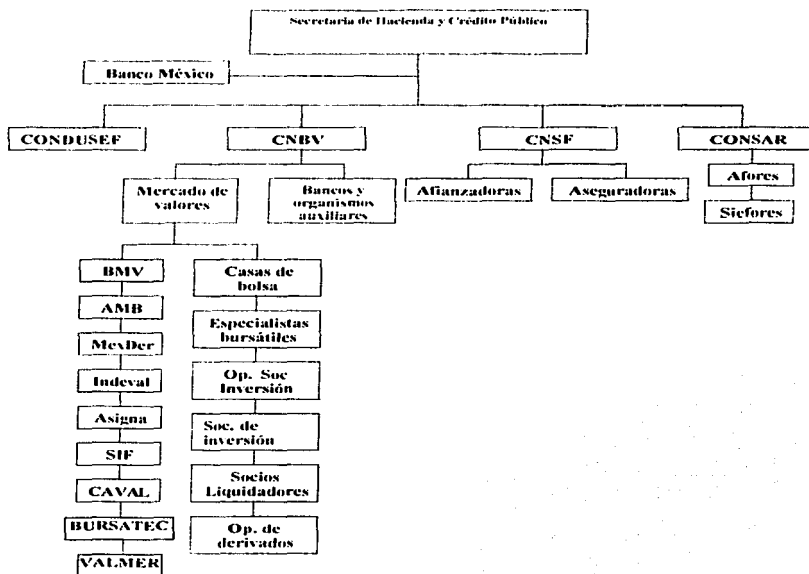 Secretaría de Hacienda y Crédito Público
Banco México
CONDUSEF
CNBV
CNSF
CONSAR
Mercado de
valores
Bancos y
organismos
auxiliares
Afianzadoras
Aseguradoras
Afores
Siefores
BMV
AMB
MexDer
Indeval
Asigna
SIF
CAVAL
BURSATEC
VALMER
Casas de
bolsa
Especialistas
bursátiles
Op. Soc
Inversión
Soc. de
inversión
Socios
Liquidadores
Op. de
derivados